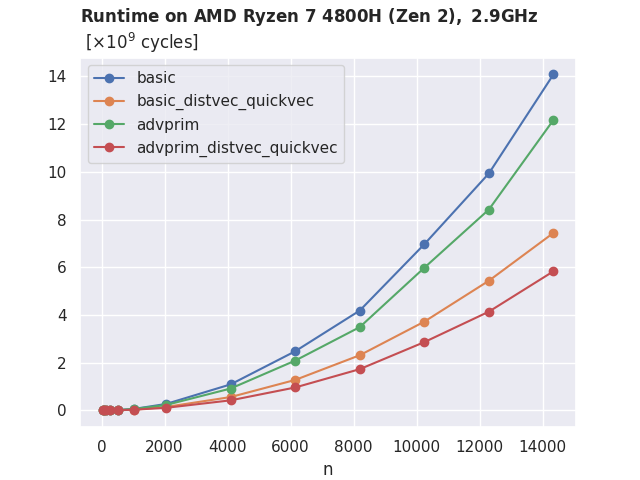 Runtime on AMD Ryzen 7 4800H (Zen 2), 2.9GHz
[×10⁹ cycles]
basic
basic_distvec_quickvec
advprim
advprim_distvec_quickvec
14
12
10
8
6
4
2
0
0 2000 4000 6000 8000 10000 12000 14000
n